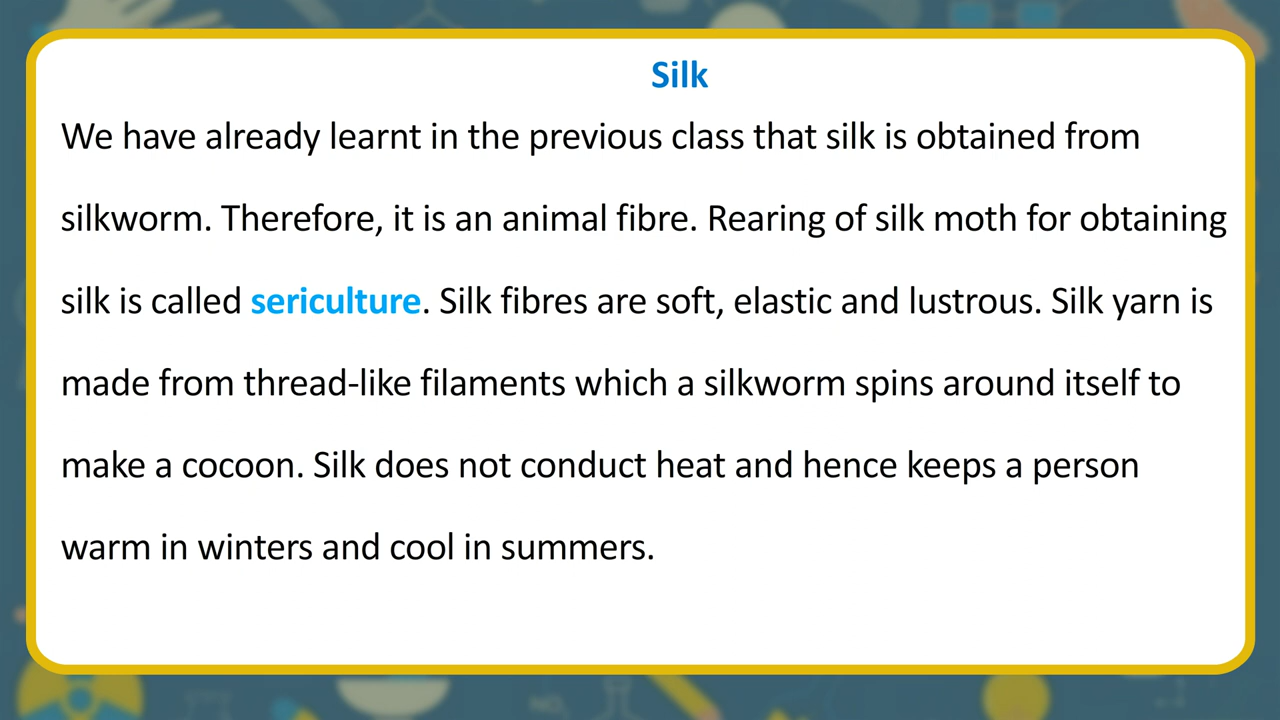 Silk
We have already learnt in the previous class that silk is obtained from
silkworm. Therefore, it is an animal fibre. Rearing of silk moth for obtaining
silk is called sericulture. Silk fibres are soft, elastic and lustrous. Silk yarn is
made from thread-like filaments which a silkworm spins around itself to
make a cocoon. Silk does not conduct heat and hence keeps a person
warm in winters and cool in summers.